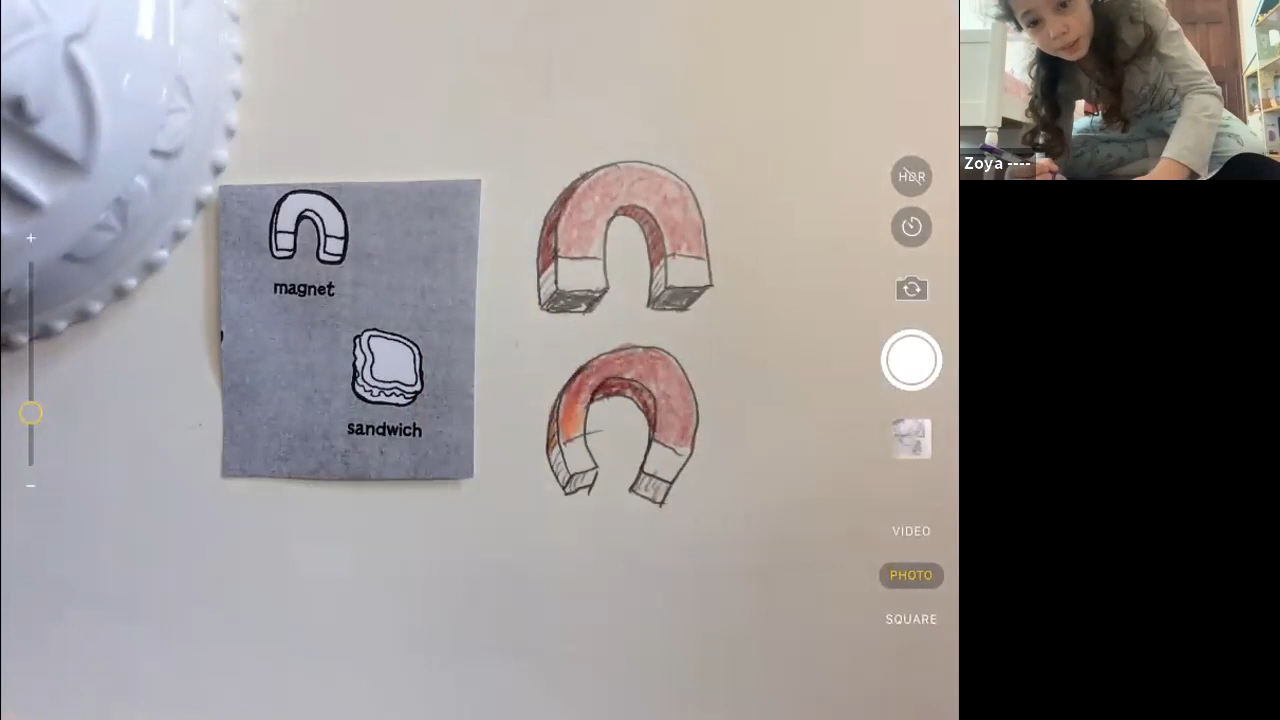 magnet
sandwich
HDR
VIDEO
PHOTO
SQUARE
Zoya ----